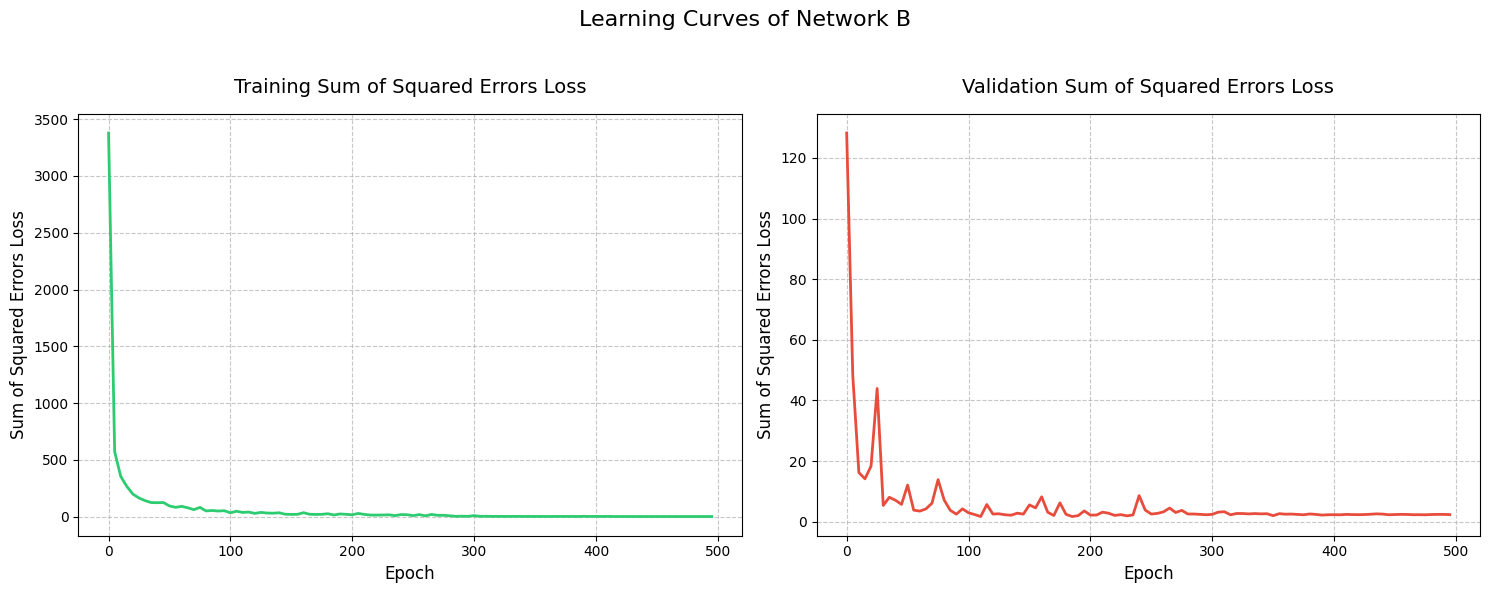 Learning Curves of Network B
Training Sum of Squared Errors Loss
Sum of Squared Errors Loss
3500
3000
2500
2000
1500
1000
500
0
0 100 200 300 400 500
Epoch
Validation Sum of Squared Errors Loss
Sum of Squared Errors Loss
120
100
80
60
40
20
0
0 100 200 300 400 500
Epoch